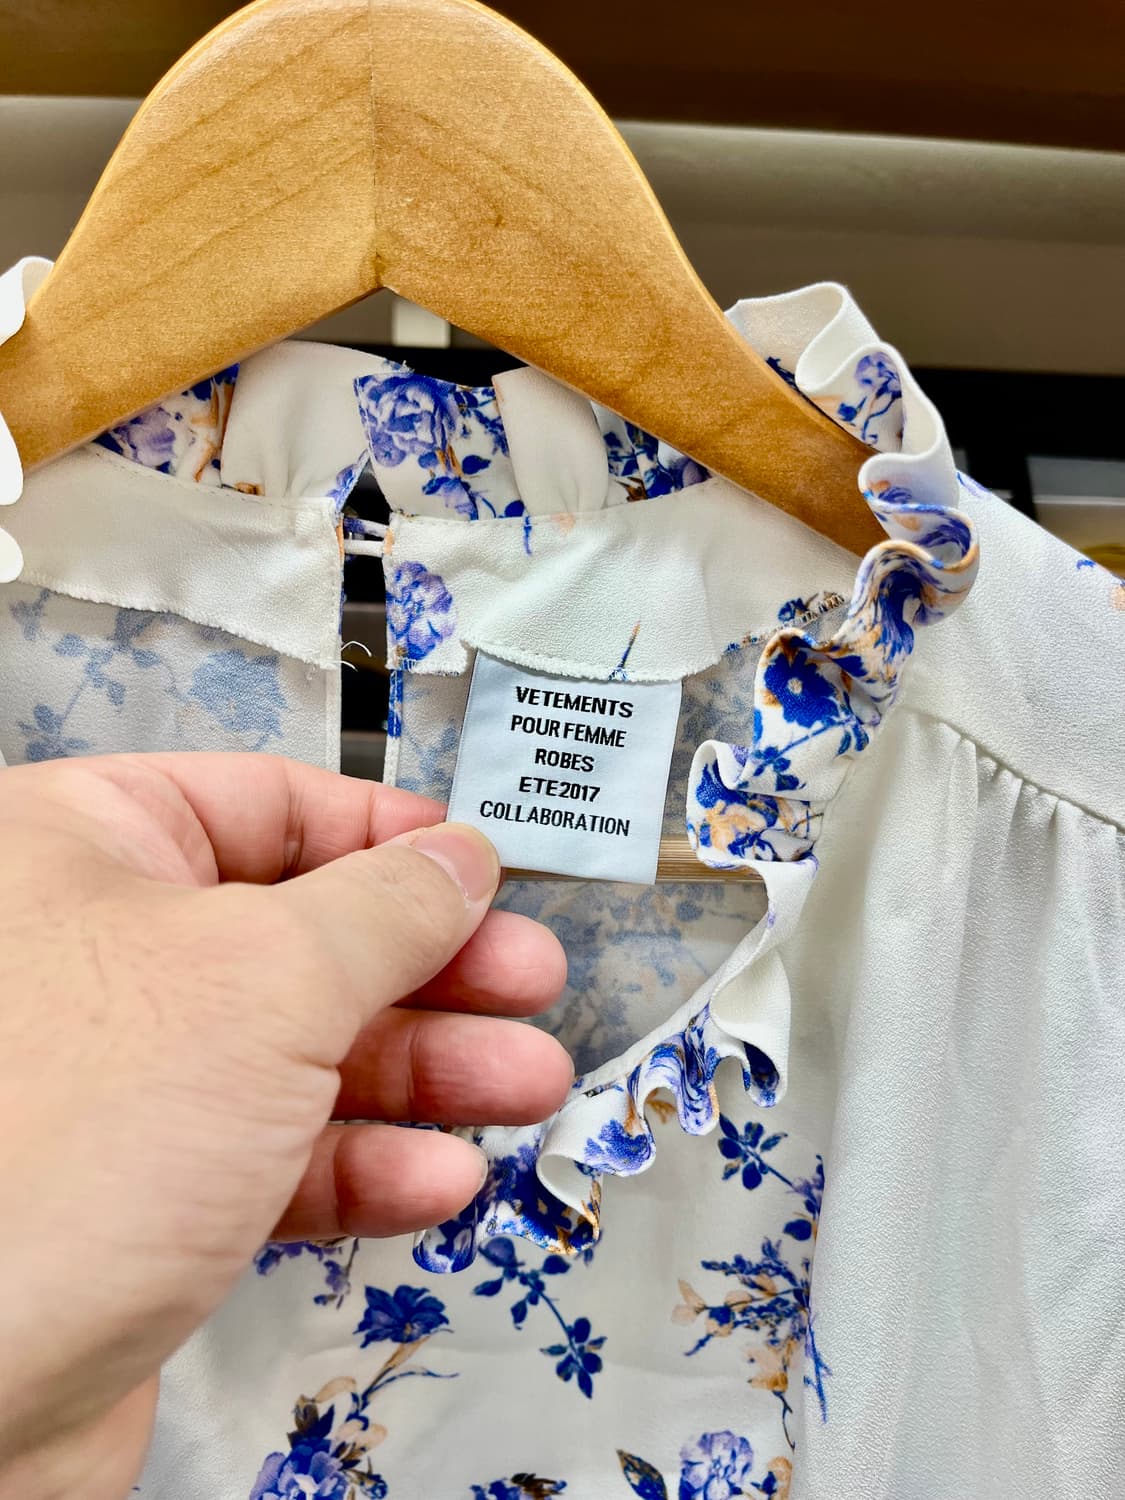 VETEMENTS
POUR FEMME
ROBES
ETE2017
COLLABORATION